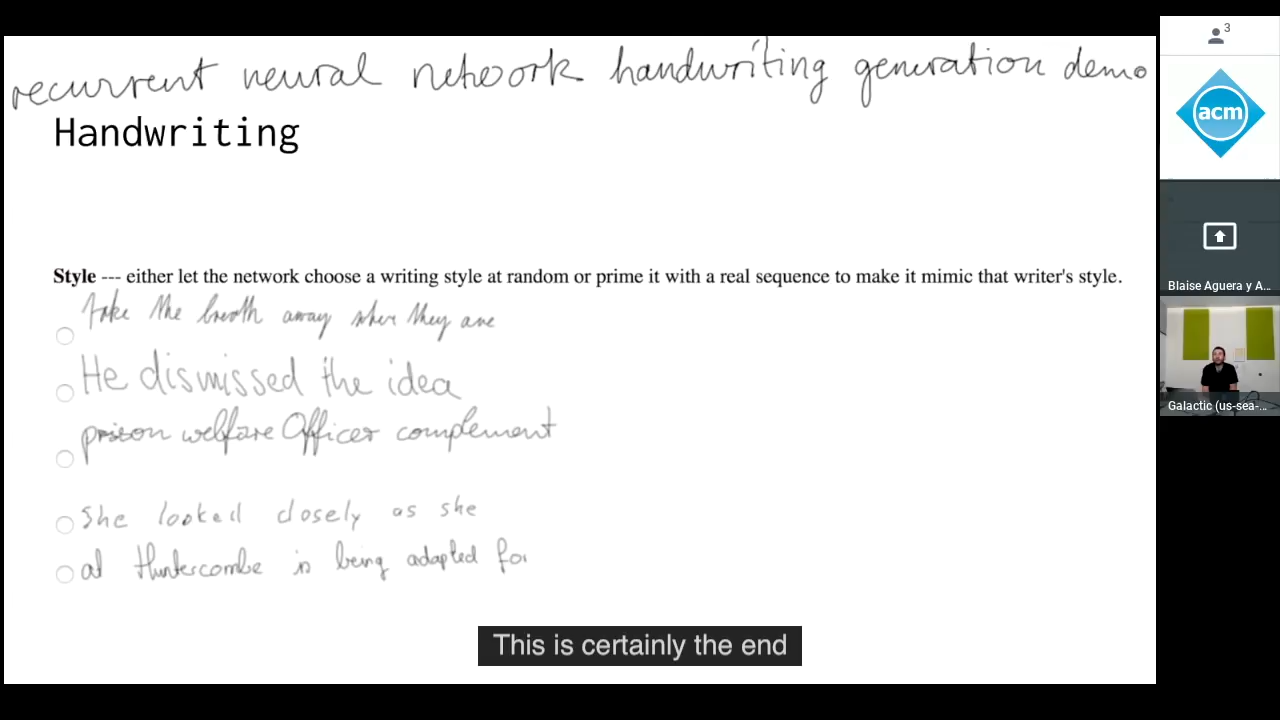 recurrent neural network handwriting generation demo
Handwriting
Style --- either let the network choose a writing style at random or prime it with a real sequence to make it mimic that writer's style.
take the breath away when they are
He dismissed the idea
prison welfare Officer complement
She looked closely as she
at Huntercombe is being adapted for
This is certainly the end
3
acm
Blaise Aguera y A...
Galactic (us-sea-...